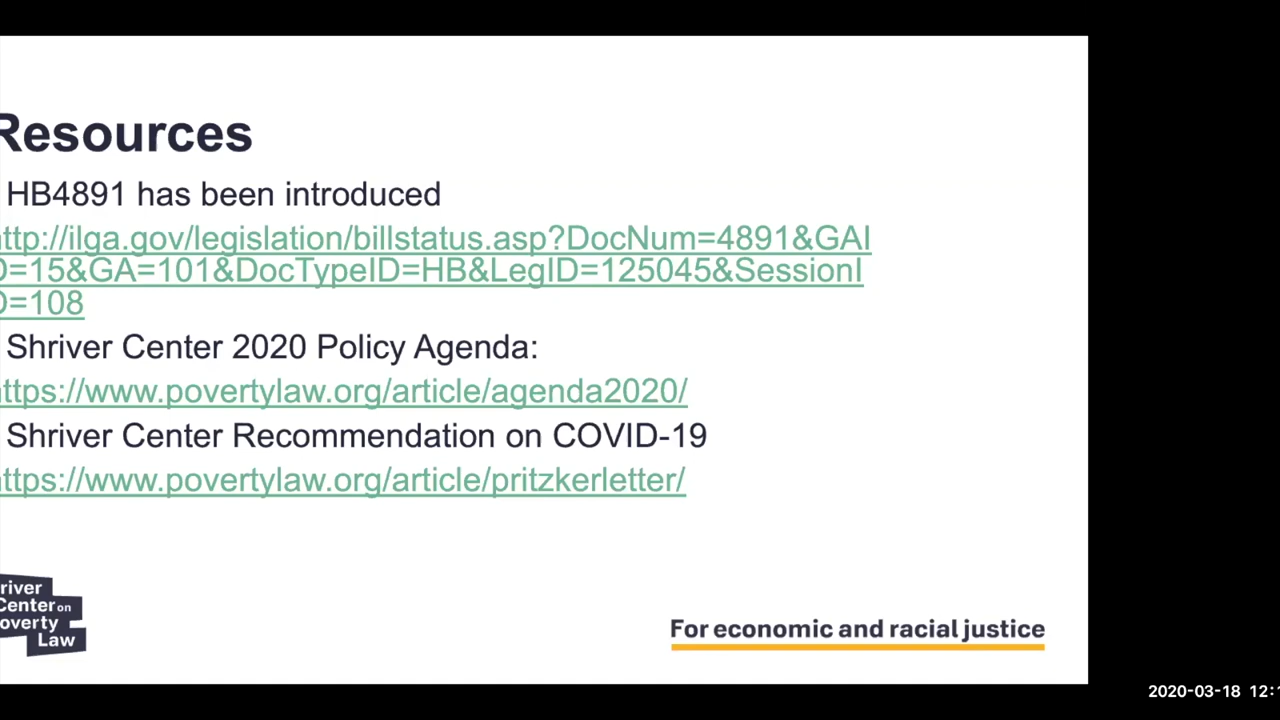 Resources
HB4891 has been introduced
ttp://ilga.gov/legislation/billstatus.asp?DocNum=4891&GAI
D=15&GA=101&DocTypeID=HB&LegID=125045&SessionI
D=108
Shriver Center 2020 Policy Agenda:
ttps://www.povertylaw.org/article/agenda2020/
Shriver Center Recommendation on COVID-19
ttps://www.povertylaw.org/article/pritzkerletter/
river
Center on
overty
Law
For economic and racial justice
2020-03-18 12:1